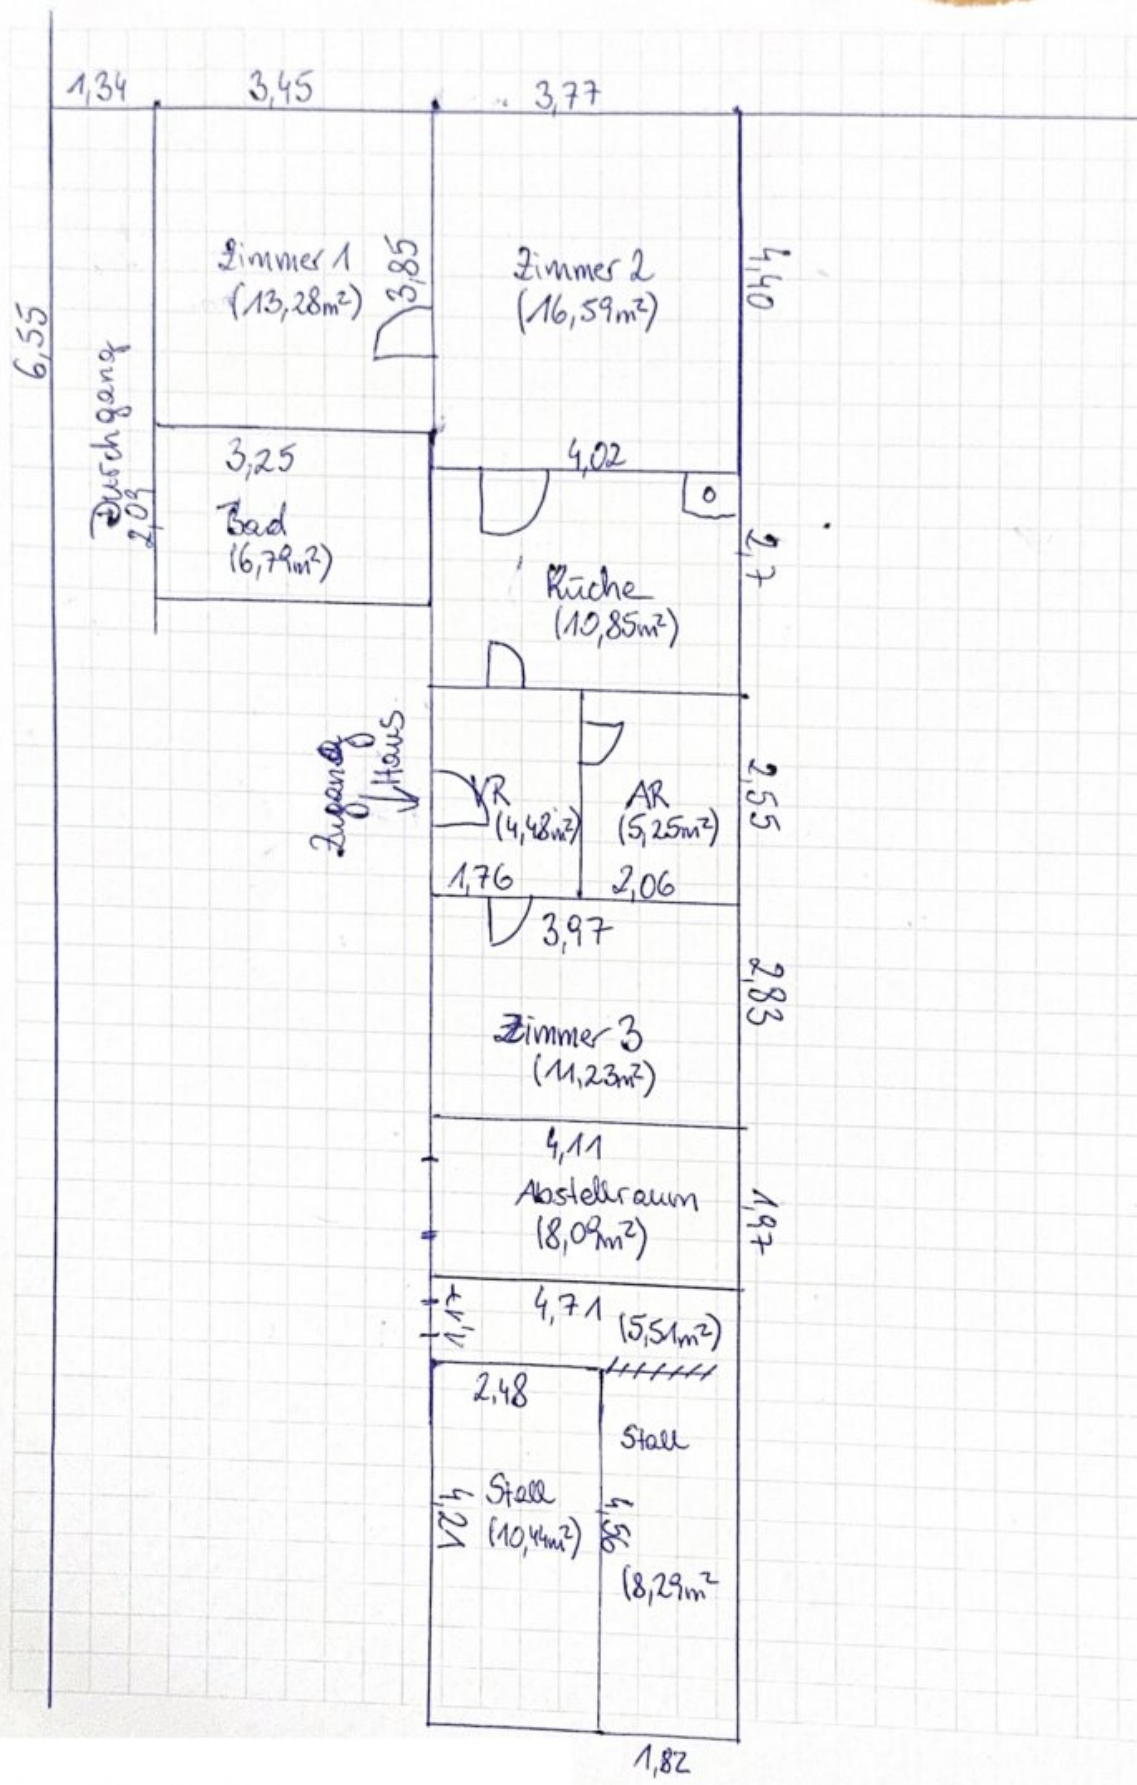 1,34
3,45
3,77
Zimmer 1
(13,28m²)
3,85
Zimmer 2
(16,59m²)
4,40
6,55
Durchgang
2,09
3,25
Bad
(6,79m²)
4,02
2,7
Küche
(10,85m²)
Zugang
Haus
VR
(4,48m²)
1,76
AR
(5,25m²)
2,06
2,55
3,97
2,83
Zimmer 3
(11,23m²)
4,11
Abstellraum
(8,09m²)
1,97
4,71
(5,51m²)
1,17
2,48
Stall
Stall
(10,44m²)
4,21
4,56
(8,29m²
1,82